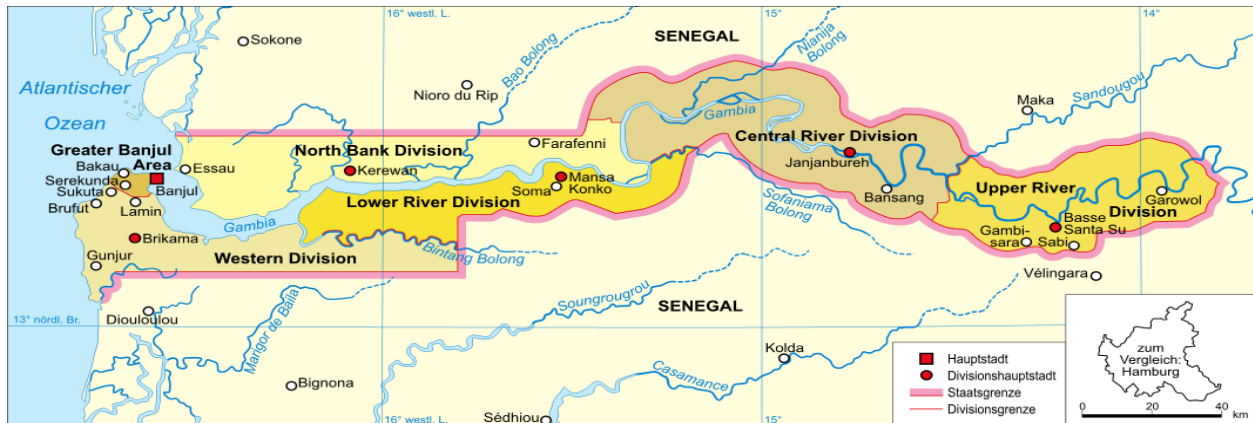 16° westl. L.
15°
14°
Sokone
SENEGAL
Nianija
Bolong
Bao Bolong
Atlantischer
Ozean
Nioro du Rip
Maka
Sandougou
Gambia
Greater Banjul
Area
Bakau
Serekunda
Sukuta
Brufut
Essau
Banjul
Lamin
North Bank Division
Kerewan
Farafenni
Central River Division
Janjanbureh
Mansa
Konko
Soma
Lower River Division
Bansang
Sofaniama
Bolong
Upper River
Division
Garowol
Basse
Santa Su
Gambi-
sara
Sabi
Gambia
Brikama
Gunjur
Western Division
Bintang Bolong
Vélingara
Soungrougrou
SENEGAL
13° nördl. Br.
Diouloulou
Marigor de Baila
Bignona
Kolda
Casamance
Sédhiou
16° westl. L.
15°
Hauptstadt
Divisionshauptstadt
Staatsgrenze
Divisionsgrenze
zum
Vergleich:
Hamburg
0 20 40
km